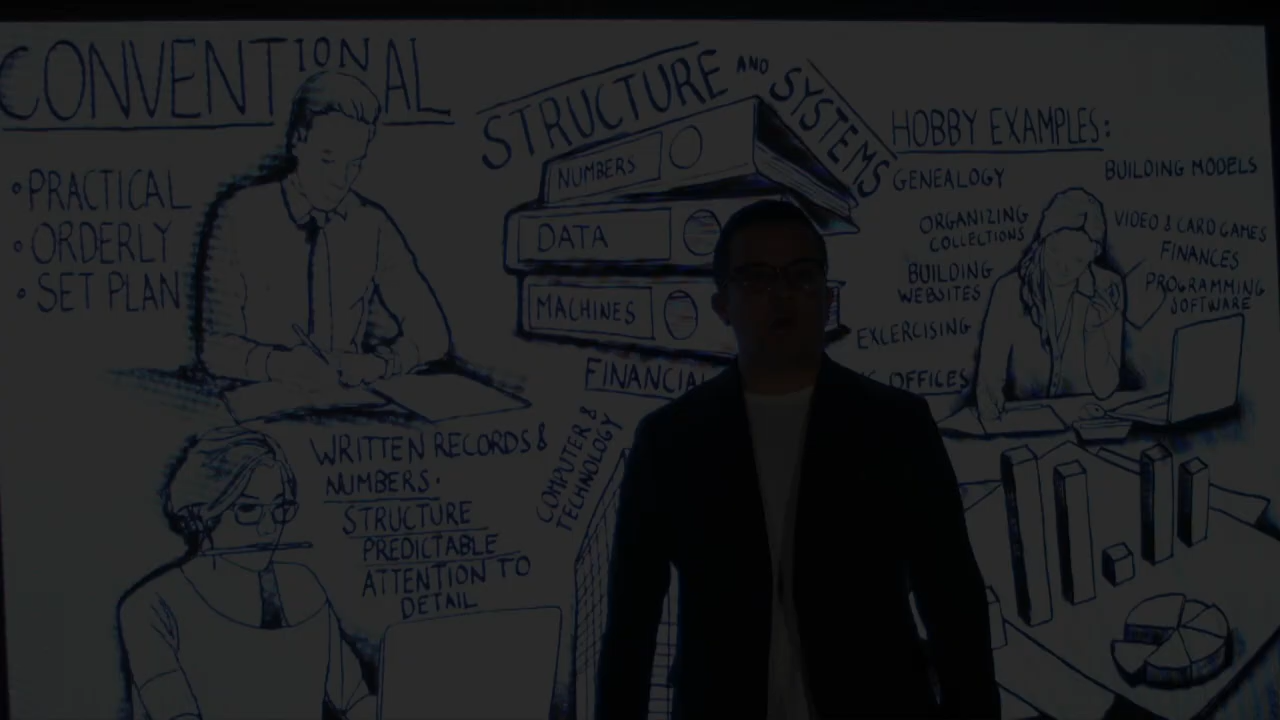 CONVENTIONAL
• PRACTICAL
• ORDERLY
• SET PLAN
STRUCTURE AND SYSTEMS
NUMBERS
DATA
MACHINES
FINANCIAL
OFFICES
COMPUTER &
TECHNOLOGY
WRITTEN RECORDS &
NUMBERS.
STRUCTURE
PREDICTABLE
ATTENTION TO
DETAIL
HOBBY EXAMPLES:
GENEALOGY
BUILDING MODELS
ORGANIZING
COLLECTIONS
VIDEO & CARD GAMES
FINANCES
BUILDING
WEBSITES
PROGRAMMING
SOFTWARE
EXCERCISING